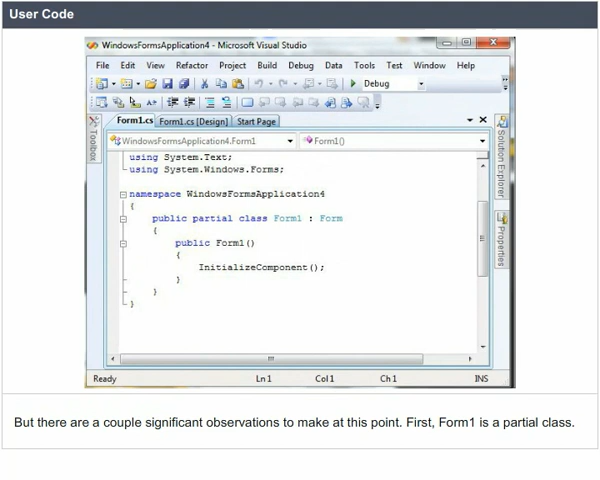 User Code
WindowsFormsApplication4 - Microsoft Visual Studio
File Edit View Refactor Project Build Debug Data Tools Test Window Help
Debug
Form1.cs Form1.cs [Design] Start Page
WindowsFormsApplication4.Form1 Form1()
Toolbox
using System.Text;
using System.Windows.Forms;
namespace WindowsFormsApplication4
{
public partial class Form1 : Form
{
public Form1()
{
InitializeComponent();
}
}
}
Solution Explorer
Properties
Ready Ln 1 Col 1 Ch 1 INS
But there are a couple significant observations to make at this point. First, Form1 is a partial class.